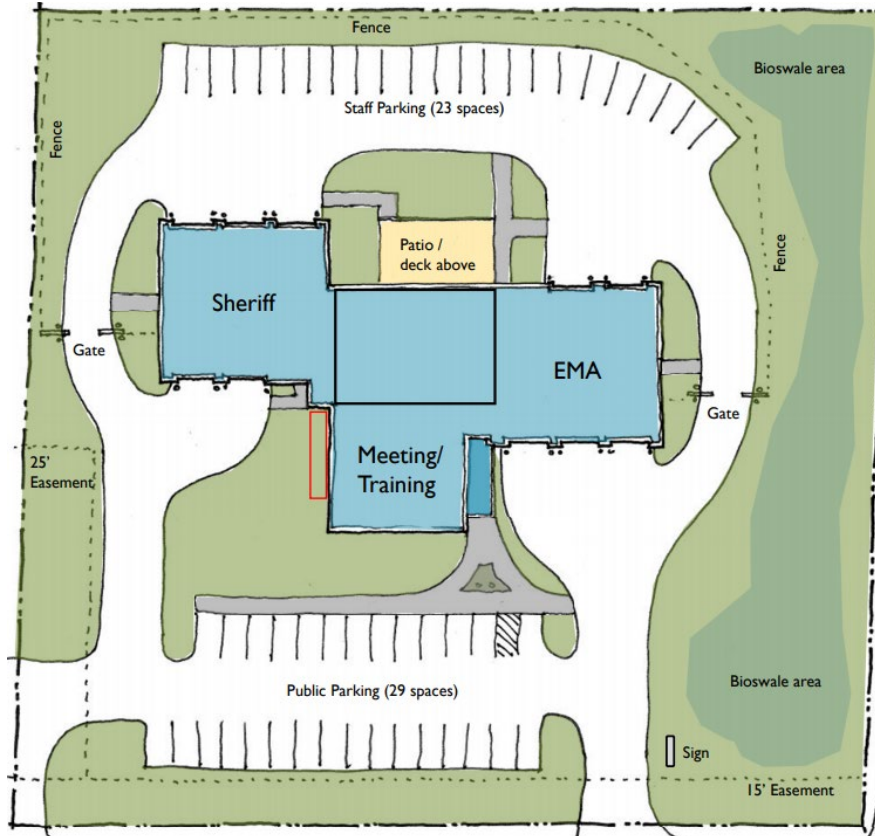 Fence
Bioswale area
Staff Parking (23 spaces)
Fence
Patio /
deck above
Fence
Sheriff
Gate
EMA
Gate
Meeting/
Training
25'
Easement
Bioswale area
Public Parking (29 spaces)
Sign
15' Easement